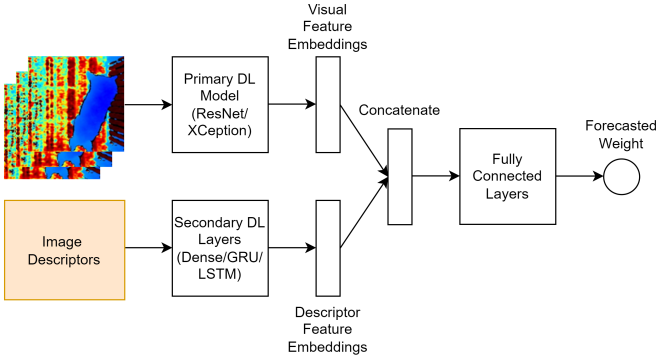 Visual
Feature
Embeddings
Primary DL
Model
(ResNet/
XCeption)
Concatenate
Fully
Connected
Layers
Forecasted
Weight
Image
Descriptors
Secondary DL
Layers
(Dense/GRU/
LSTM)
Descriptor
Feature
Embeddings